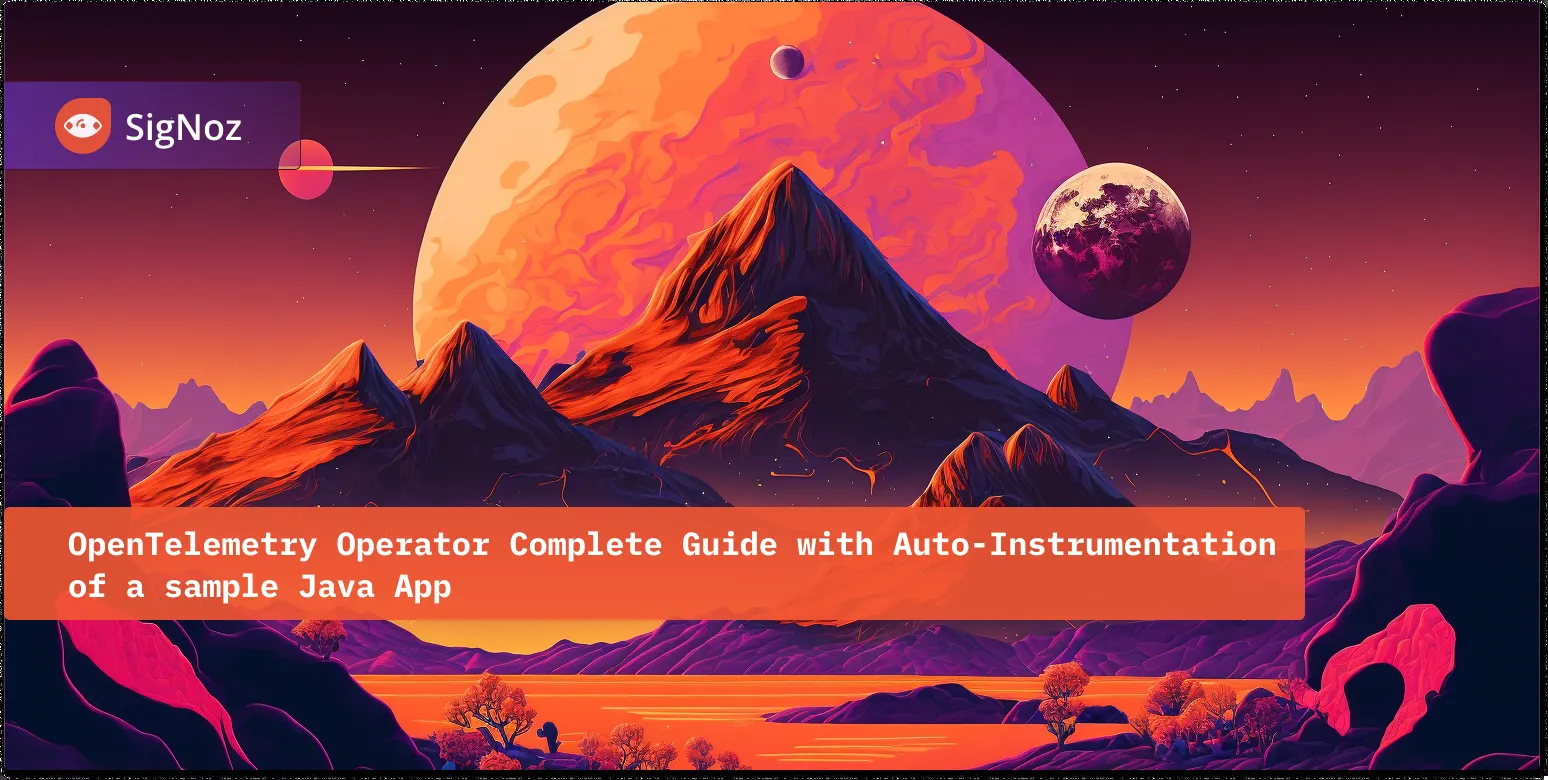 SigNoz
OpenTelemetry Operator Complete Guide with Auto-Instrumentation
of a sample Java App